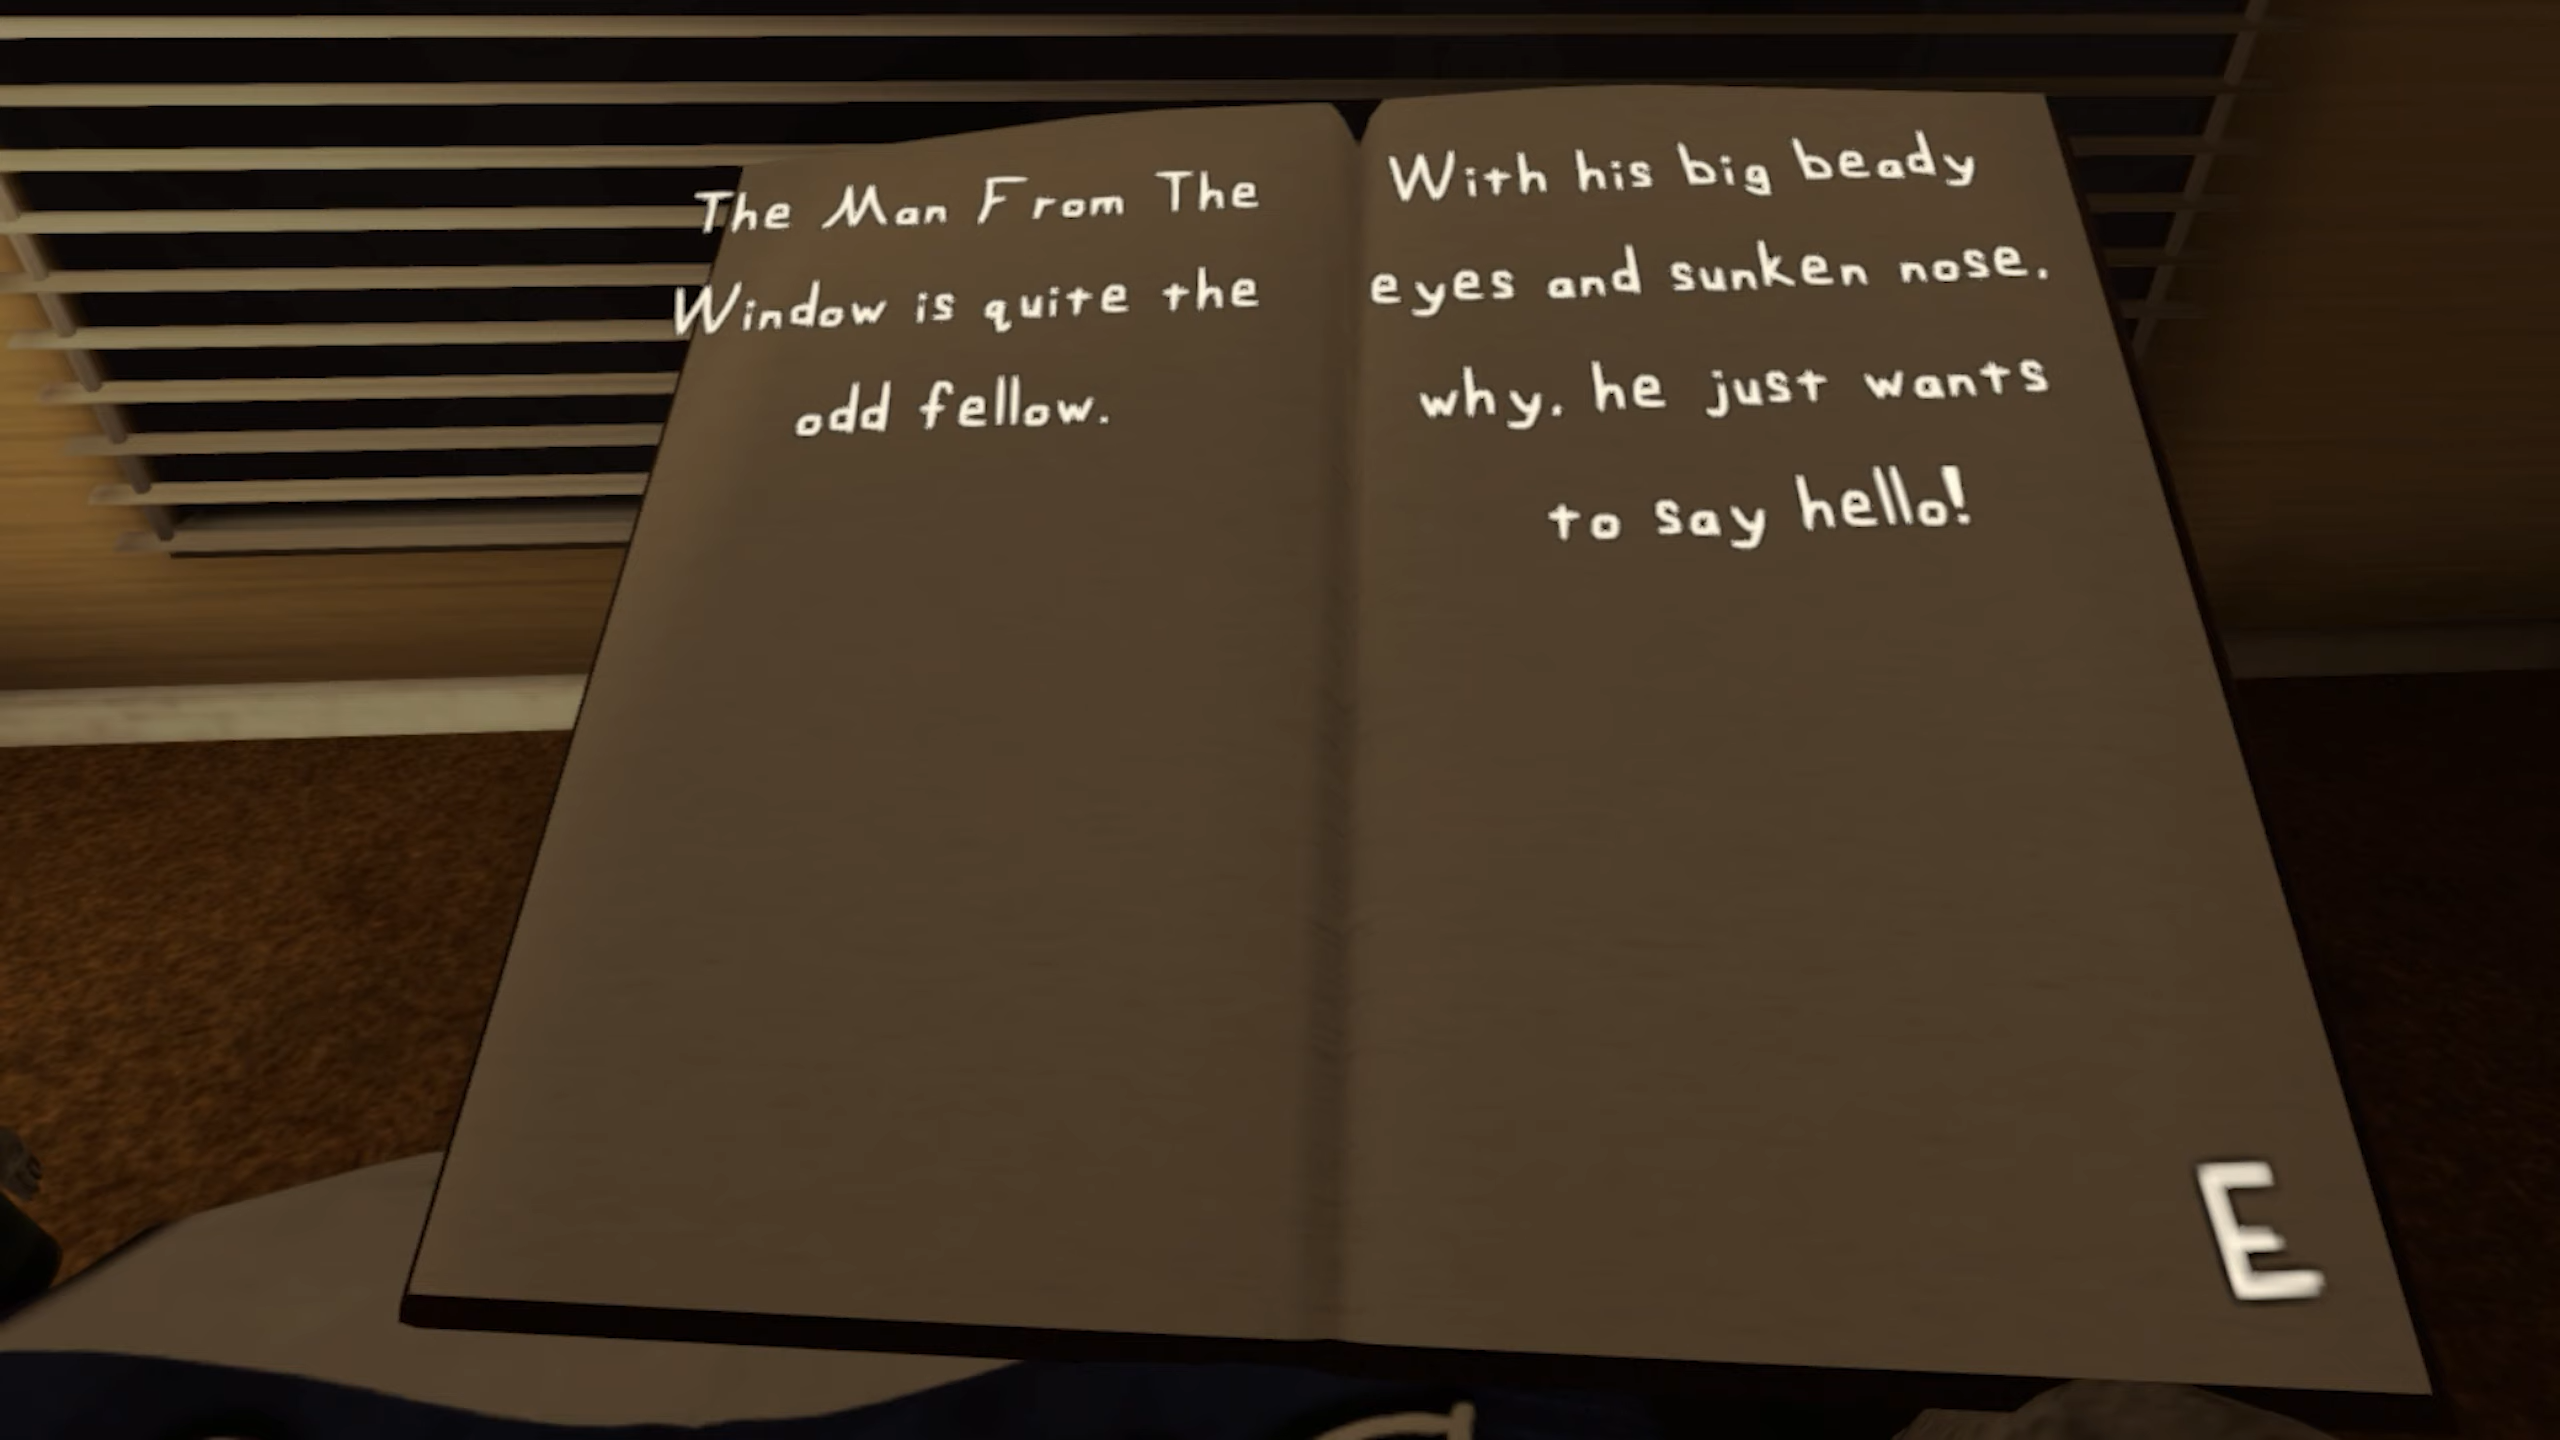 The Man From The
Window is quite the
odd fellow.
With his big beady
eyes and sunken nose,
why, he just wants
to say hello!
E